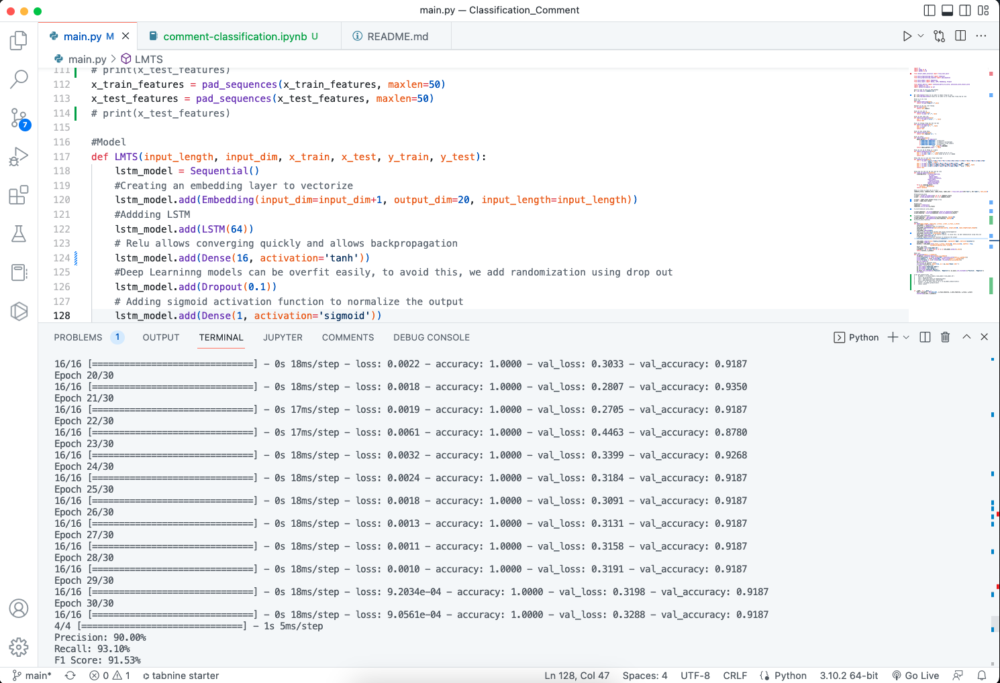 main.py — Classification_Comment
main.py M
comment-classification.ipynb U
README.md
main.py > LMTS
111 # print(x_train_features)
112 x_train_features = pad_sequences(x_train_features, maxlen=50)
113 x_test_features = pad_sequences(x_test_features, maxlen=50)
114 # print(x_test_features)
115
116 #Model
117 def LMTS(input_length, input_dim, x_train, x_test, y_train, y_test):
118 lstm_model = Sequential()
119 #Creating an embedding layer to vectorize
120 lstm_model.add(Embedding(input_dim=input_dim+1, output_dim=20, input_length=input_length))
121 #Addding LSTM
122 lstm_model.add(LSTM(64))
123 # Relu allows converging quickly and allows backpropagation
124 lstm_model.add(Dense(16, activation='tanh'))
125 #Deep Learninng models can be overfit easily, to avoid this, we add randomization using drop out
126 lstm_model.add(Dropout(0.1))
127 # Adding sigmoid activation function to normalize the output
128 lstm_model.add(Dense(1, activation='sigmoid'))
7
PROBLEMS 1 OUTPUT TERMINAL JUPYTER COMMENTS DEBUG CONSOLE
Python
16/16 [==============================] - 0s 18ms/step - loss: 0.0022 - accuracy: 1.0000 - val_loss: 0.3033 - val_accuracy: 0.9187
Epoch 20/30
16/16 [==============================] - 0s 18ms/step - loss: 0.0018 - accuracy: 1.0000 - val_loss: 0.2807 - val_accuracy: 0.9350
Epoch 21/30
16/16 [==============================] - 0s 17ms/step - loss: 0.0019 - accuracy: 1.0000 - val_loss: 0.2705 - val_accuracy: 0.9187
Epoch 22/30
16/16 [==============================] - 0s 17ms/step - loss: 0.0061 - accuracy: 1.0000 - val_loss: 0.4463 - val_accuracy: 0.8780
Epoch 23/30
16/16 [==============================] - 0s 18ms/step - loss: 0.0032 - accuracy: 1.0000 - val_loss: 0.3399 - val_accuracy: 0.9268
Epoch 24/30
16/16 [==============================] - 0s 18ms/step - loss: 0.0024 - accuracy: 1.0000 - val_loss: 0.3184 - val_accuracy: 0.9187
Epoch 25/30
16/16 [==============================] - 0s 18ms/step - loss: 0.0018 - accuracy: 1.0000 - val_loss: 0.3091 - val_accuracy: 0.9187
Epoch 26/30
16/16 [==============================] - 0s 18ms/step - loss: 0.0013 - accuracy: 1.0000 - val_loss: 0.3131 - val_accuracy: 0.9187
Epoch 27/30
16/16 [==============================] - 0s 18ms/step - loss: 0.0011 - accuracy: 1.0000 - val_loss: 0.3158 - val_accuracy: 0.9187
Epoch 28/30
16/16 [==============================] - 0s 18ms/step - loss: 0.0010 - accuracy: 1.0000 - val_loss: 0.3191 - val_accuracy: 0.9187
Epoch 29/30
16/16 [==============================] - 0s 18ms/step - loss: 9.2034e-04 - accuracy: 1.0000 - val_loss: 0.3198 - val_accuracy: 0.9187
Epoch 30/30
16/16 [==============================] - 0s 18ms/step - loss: 9.0561e-04 - accuracy: 1.0000 - val_loss: 0.3288 - val_accuracy: 0.9187
4/4 [==============================] - 1s 5ms/step
Precision: 90.00%
Recall: 93.10%
F1 Score: 91.53%
main* 0 1 tabnine starter Ln 128, Col 47 Spaces: 4 UTF-8 CRLF Python 3.10.2 64-bit Go Live